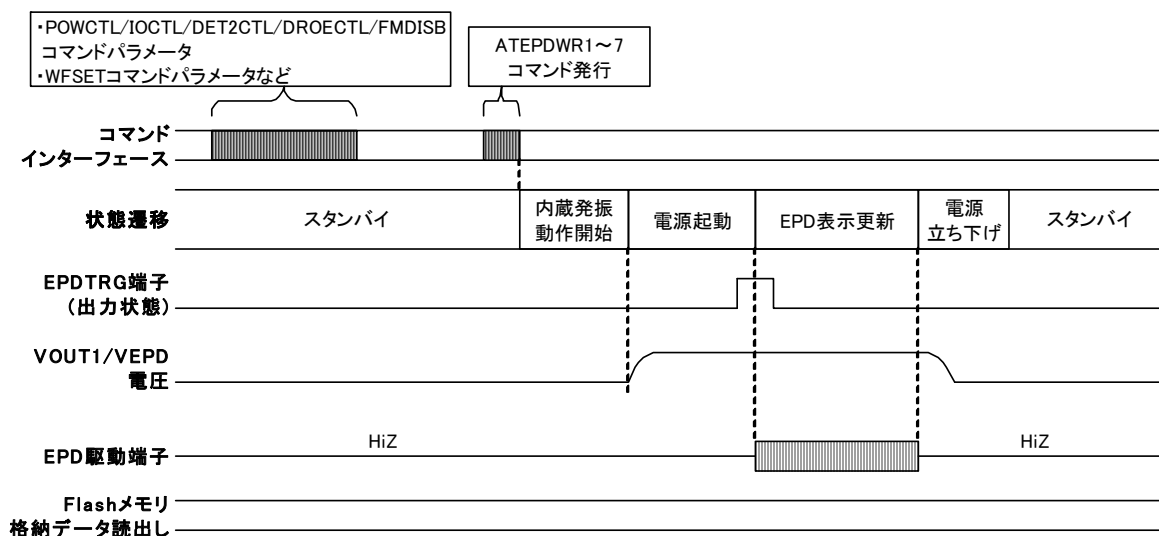 ・POWCTL/IOCTL/DET2CTL/DROECTL/FMDISB
コマンドパラメータ
・WFSETコマンドパラメータなど
ATEPDWR1～7
コマンド発行
コマンド
インターフェース
状態遷移
スタンバイ
内蔵発振
動作開始
電源起動
EPD表示更新
電源
立ち下げ
スタンバイ
EPDTRG端子
(出力状態)
VOUT1/VEPD
電圧
EPD駆動端子
HiZ
HiZ
Flashメモリ
格納データ読出し